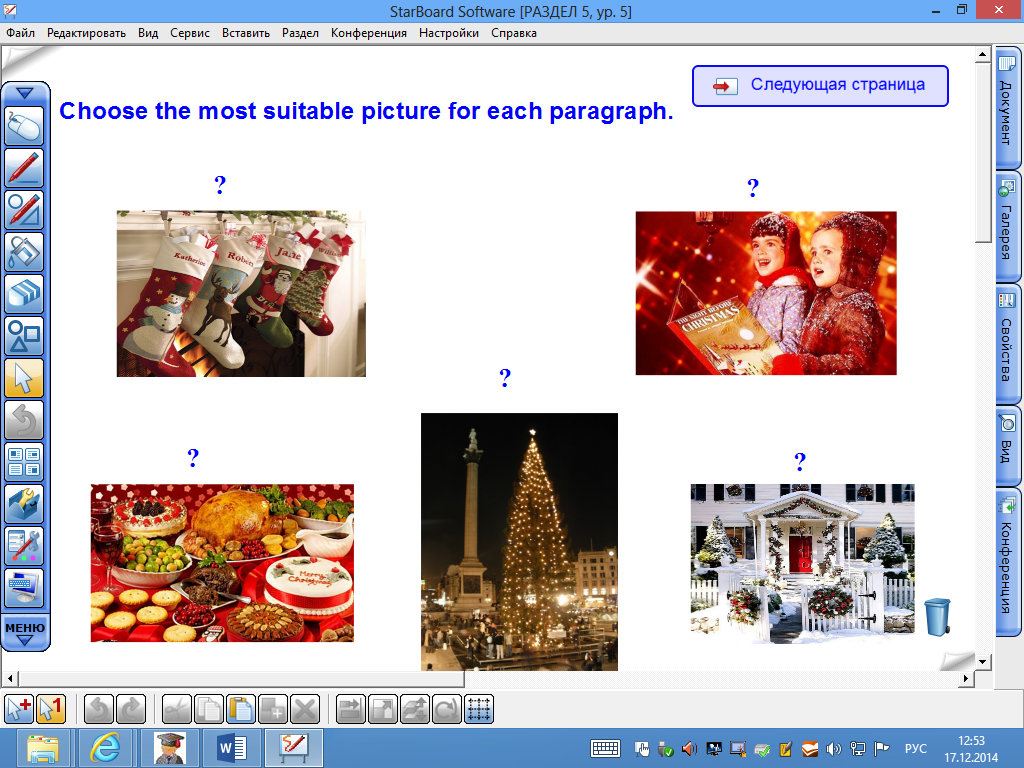 StarBoard Software [РАЗДЕЛ 5, ур. 5]
Файл Редактировать Вид Сервис Вставить Раздел Конференция Настройки Справка
Следующая страница
Choose the most suitable picture for each paragraph.
?
?
Katherine
Robert
Jane
THE NIGHT BEFORE
CHRISTMAS
?
?
?
Merry
Christmas
МЕНЮ
Документ
Галерея
Свойства
Вид
Конференция
1
W
РУС
12:53
17.12.2014